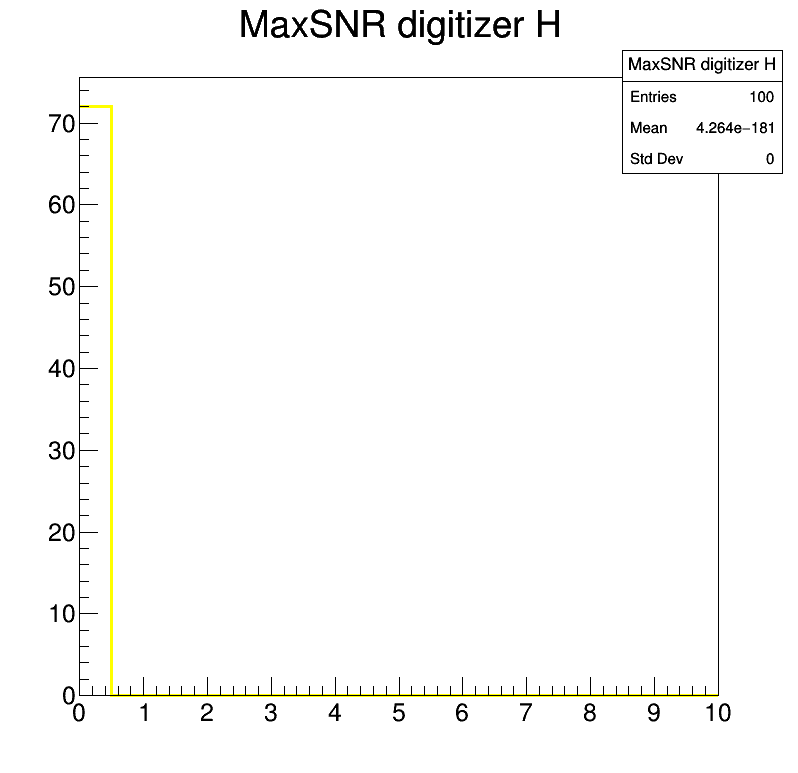 MaxSNR digitizer H
MaxSNR digitizer H
Entries 100
Mean 4.264e−181
Std Dev 0
70
60
50
40
30
20
10
0
0 1 2 3 4 5 6 7 8 9 10